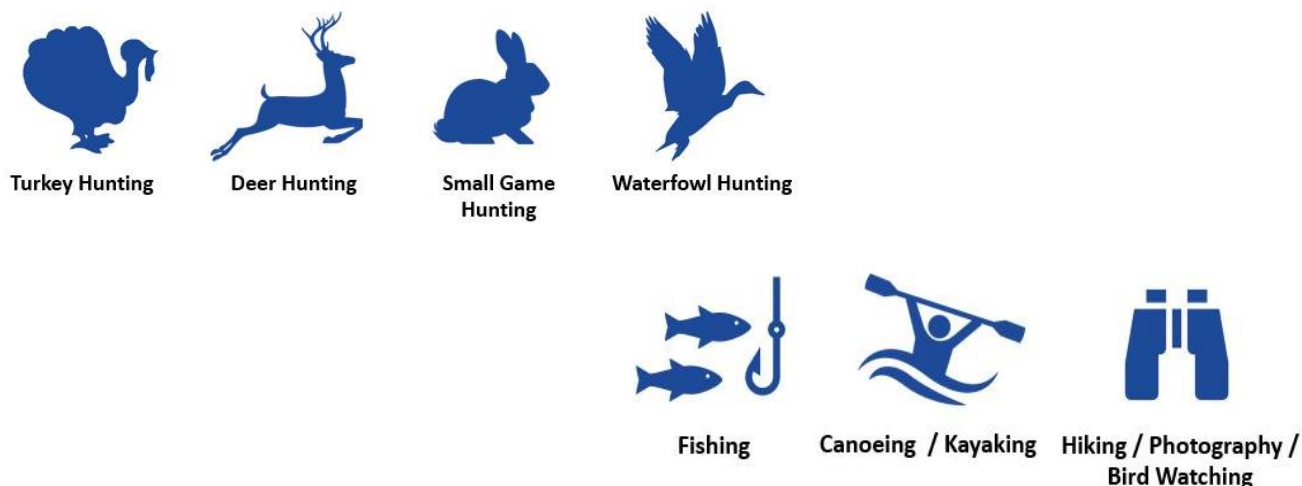 Turkey Hunting
Deer Hunting
Small Game
Hunting
Waterfowl Hunting
Fishing
Canoeing / Kayaking
Hiking / Photography /
Bird Watching